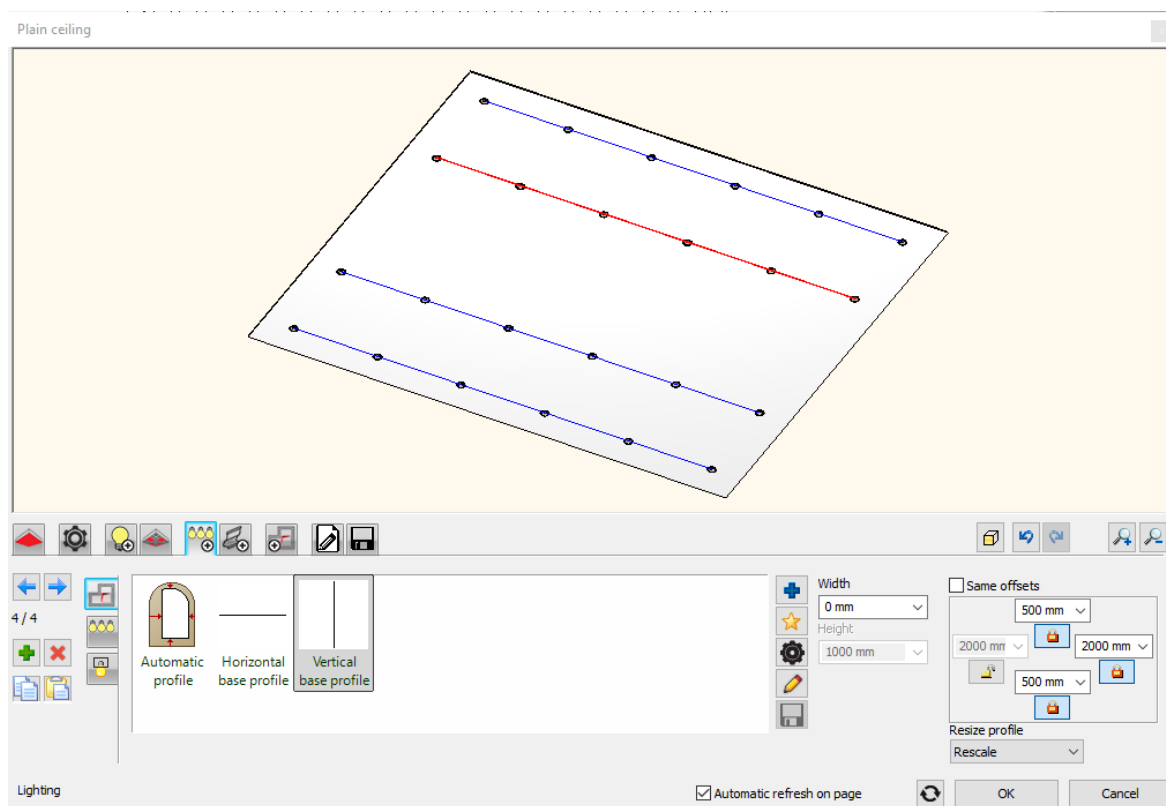 Plain ceiling
4 / 4
Automatic profile
Horizontal base profile
Vertical base profile
Width
0 mm
Height
1000 mm
Same offsets
500 mm
2000 mm
2000 mm
500 mm
Resize profile
Rescale
Lighting
Automatic refresh on page
OK
Cancel